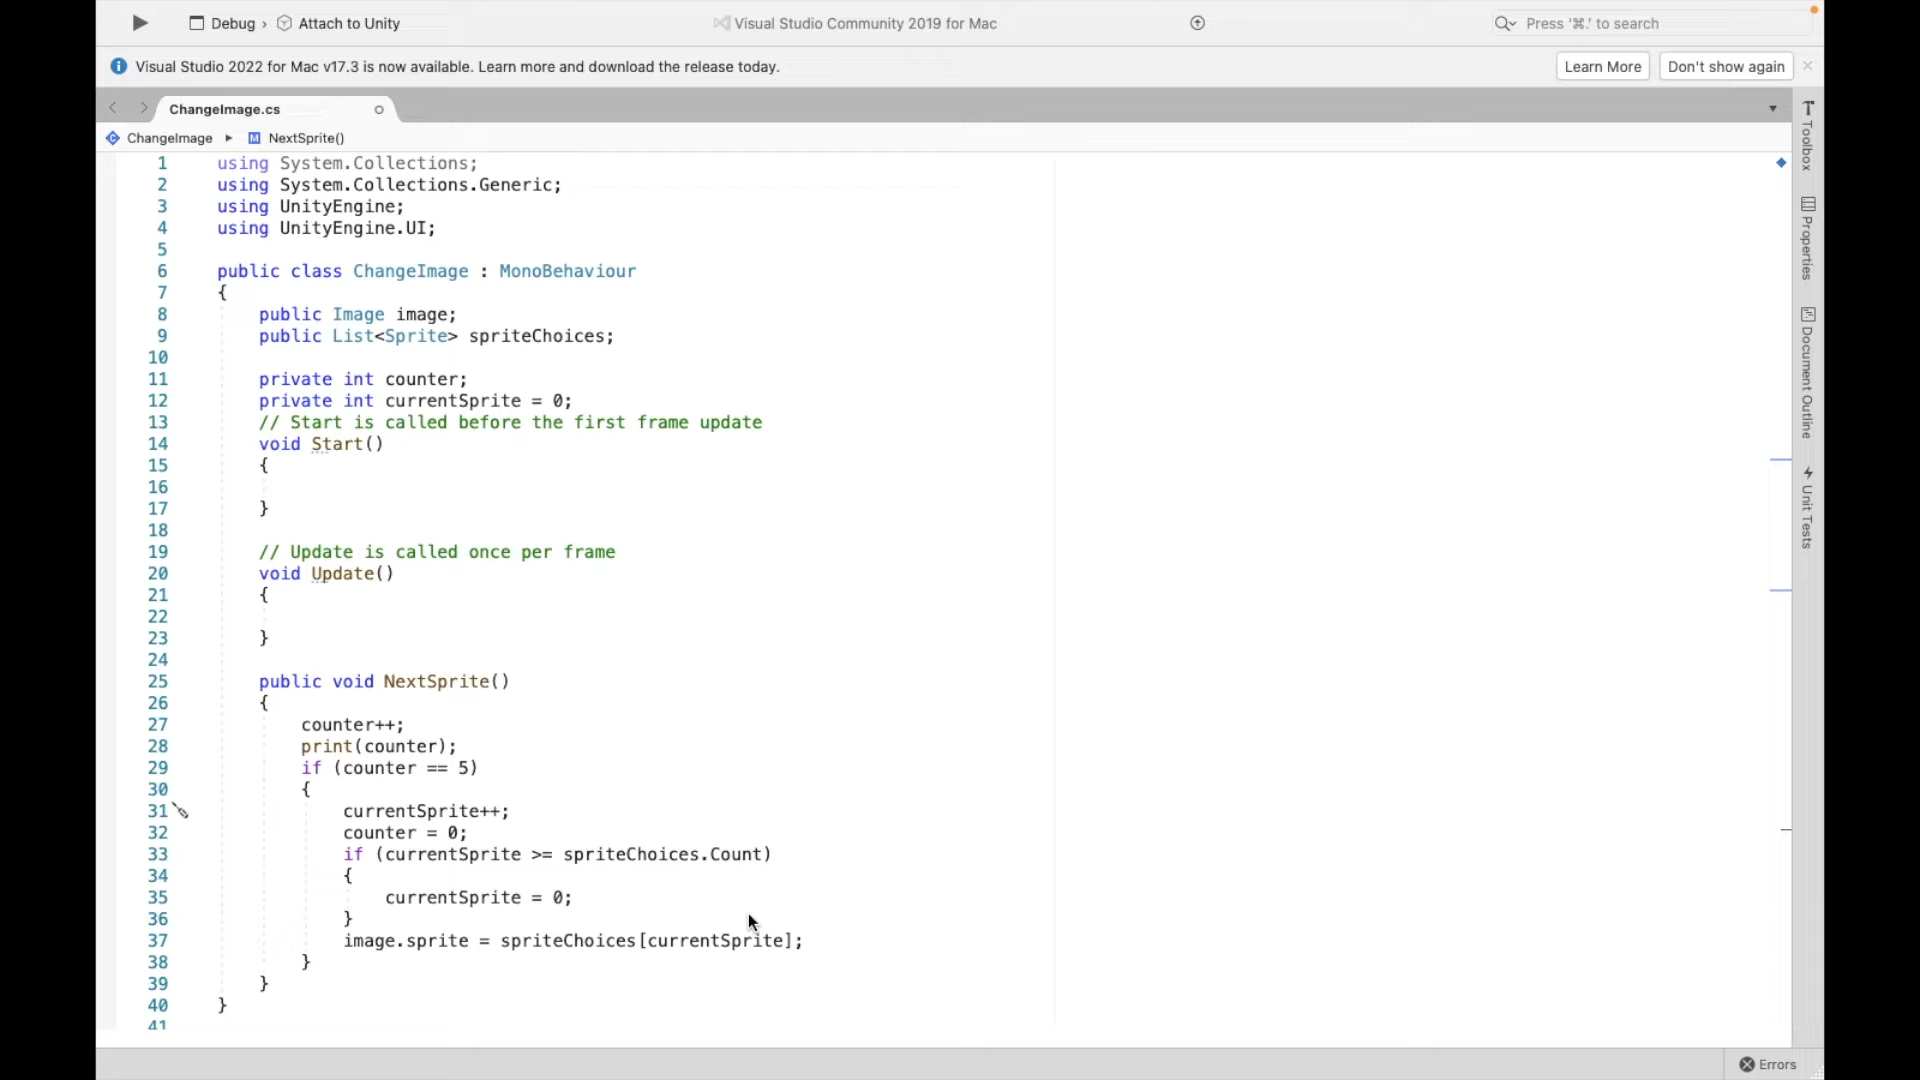 Debug › Attach to Unity
Visual Studio Community 2019 for Mac
Press '⌘.' to search
Visual Studio 2022 for Mac v17.3 is now available. Learn more and download the release today.
Learn More
Don't show again
ChangeImage.cs
ChangeImage ▸ M NextSprite()
1 using System.Collections;
2 using System.Collections.Generic;
3 using UnityEngine;
4 using UnityEngine.UI;
5
6 public class ChangeImage : MonoBehaviour
7 {
8     public Image image;
9     public List<Sprite> spriteChoices;
10
11     private int counter;
12     private int currentSprite = 0;
13     // Start is called before the first frame update
14     void Start()
15     {
16
17     }
18
19     // Update is called once per frame
20     void Update()
21     {
22
23     }
24
25     public void NextSprite()
26     {
27         counter++;
28         print(counter);
29         if (counter == 5)
30         {
31             currentSprite++;
32             counter = 0;
33             if (currentSprite >= spriteChoices.Count)
34             {
35                 currentSprite = 0;
36             }
37             image.sprite = spriteChoices[currentSprite];
38         }
39     }
40 }
41
Toolbox
Properties
Document Outline
Unit Tests
Errors